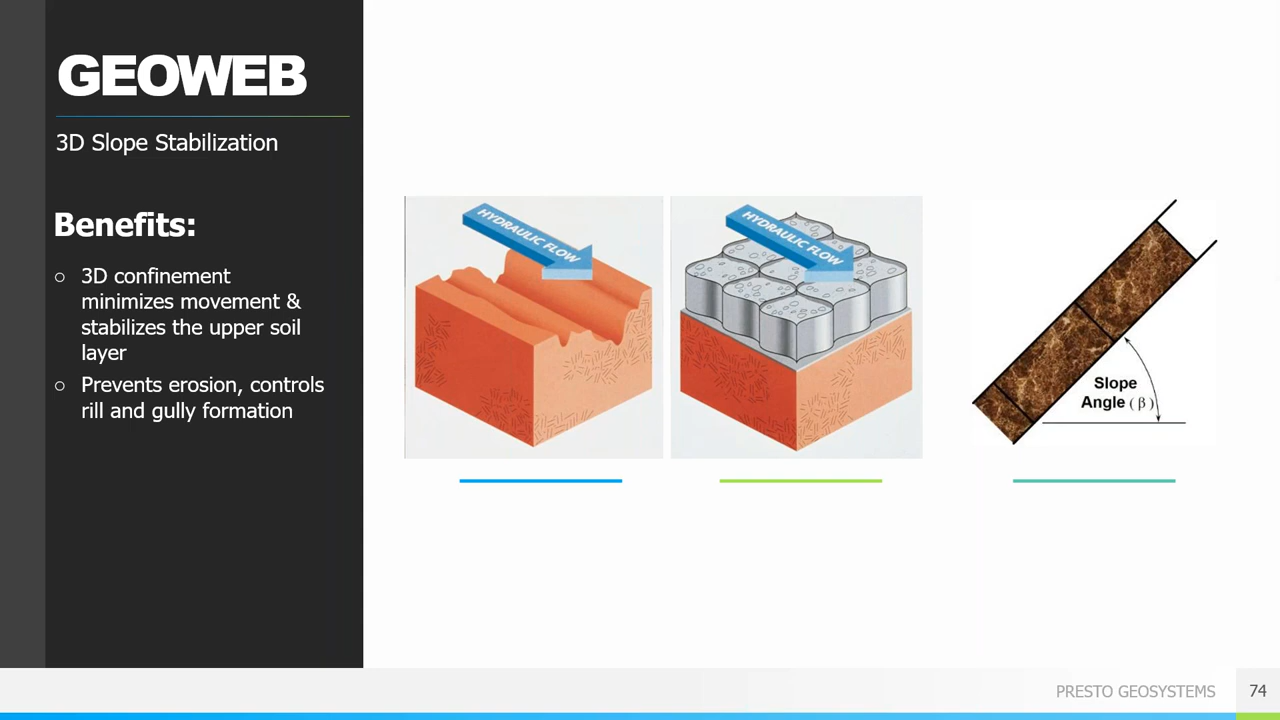 GEOWEB
3D Slope Stabilization
Benefits:
○ 3D confinement
minimizes movement &
stabilizes the upper soil
layer
○ Prevents erosion, controls
rill and gully formation
HYDRAULIC FLOW
HYDRAULIC FLOW
Slope
Angle (β)
PRESTO GEOSYSTEMS
74